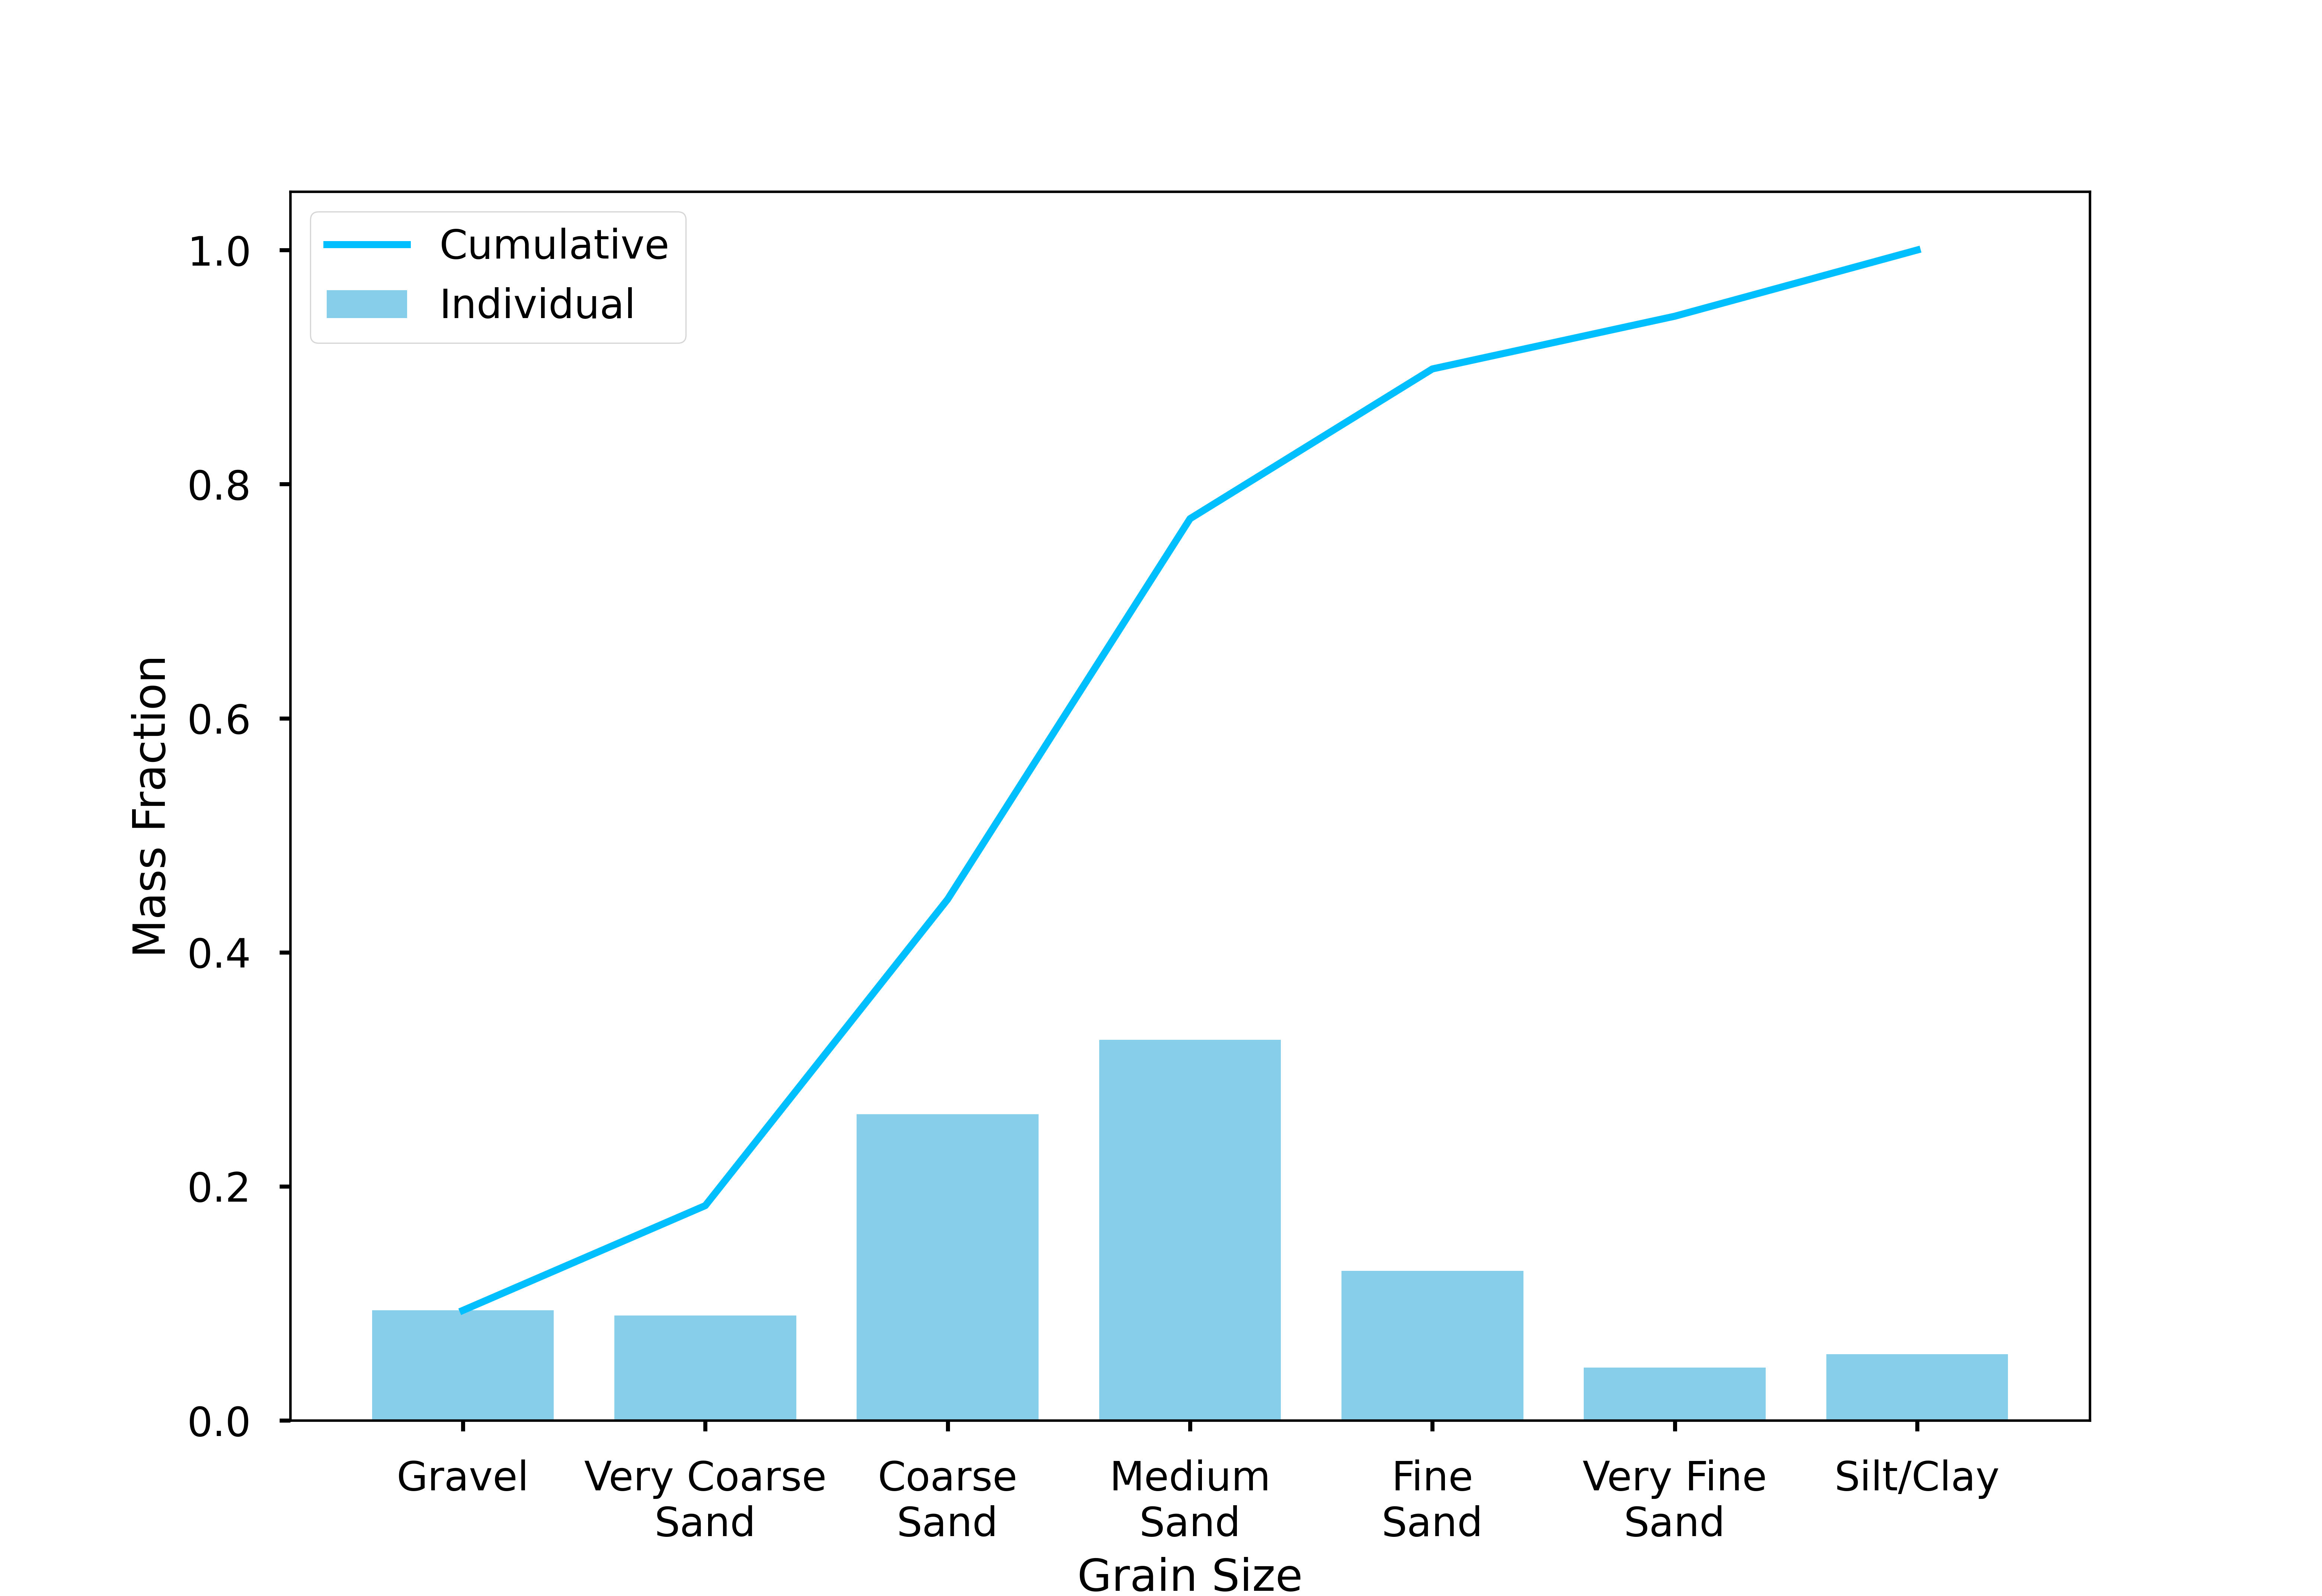 Cumulative
Individual
1.0
0.8
0.6
0.4
0.2
0.0
Mass Fraction
Gravel
Very Coarse
Sand
Coarse
Sand
Medium
Sand
Fine
Sand
Very Fine
Sand
Silt/Clay
Grain Size